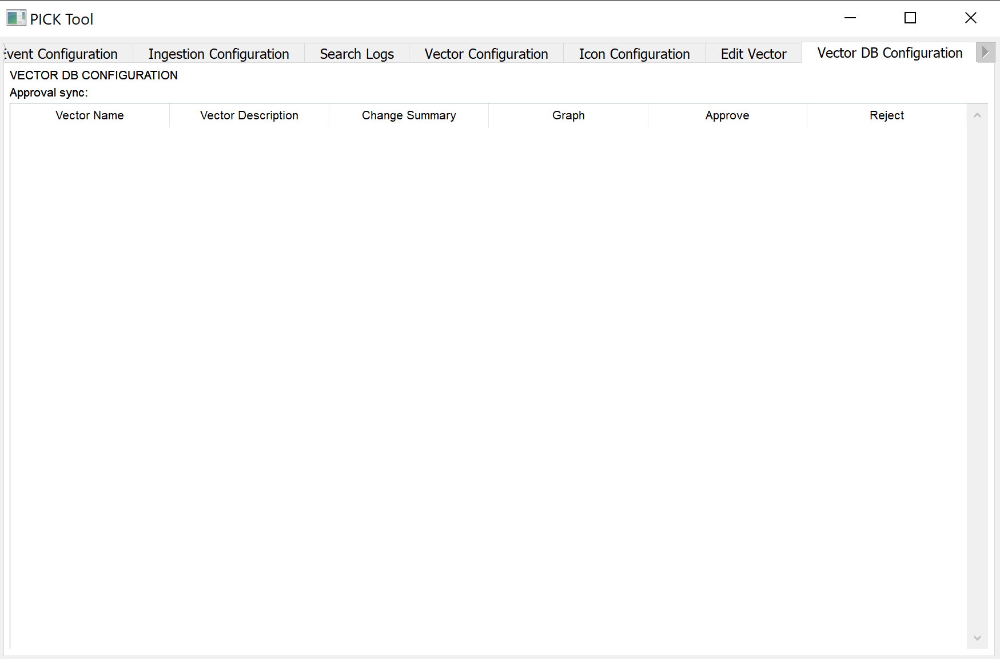 PICK Tool
Event Configuration Ingestion Configuration Search Logs Vector Configuration Icon Configuration Edit Vector Vector DB Configuration
VECTOR DB CONFIGURATION
Approval sync:
Vector Name Vector Description Change Summary Graph Approve Reject